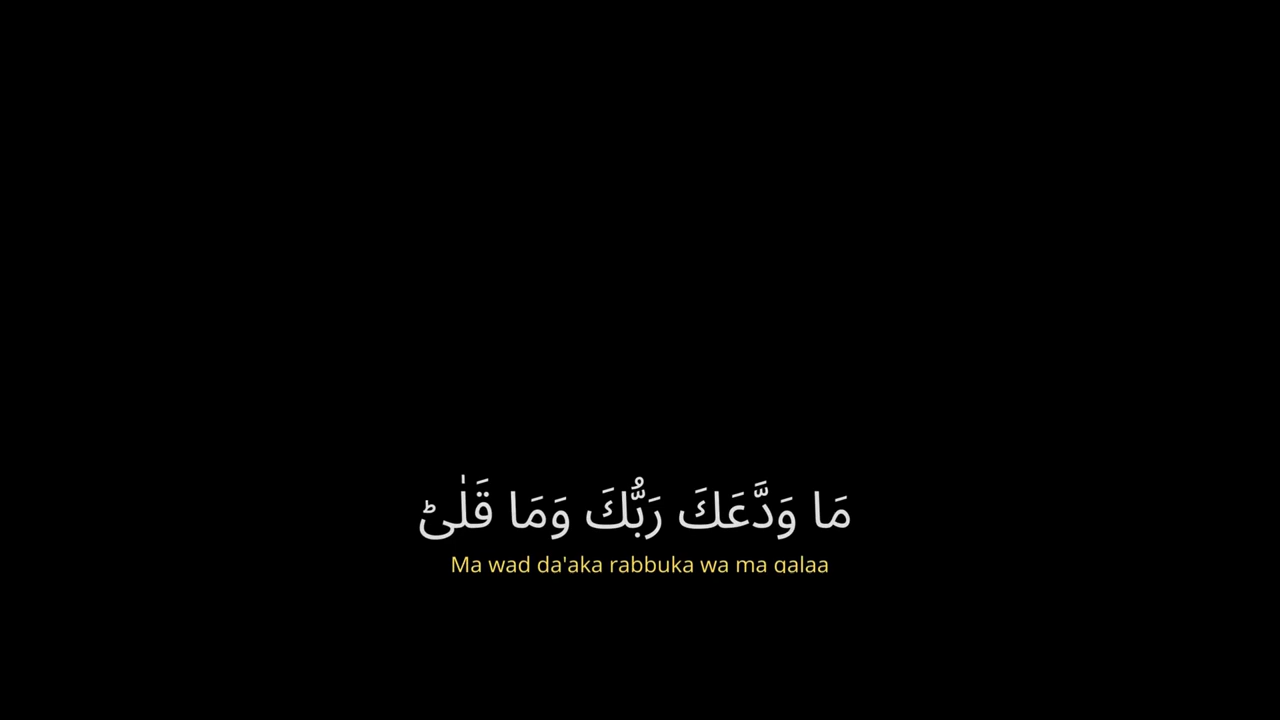 مَا وَدَّعَكَ رَبُّكَ وَمَا قَلٰىؕ
Ma wad da'aka rabbuka wa ma qalaa